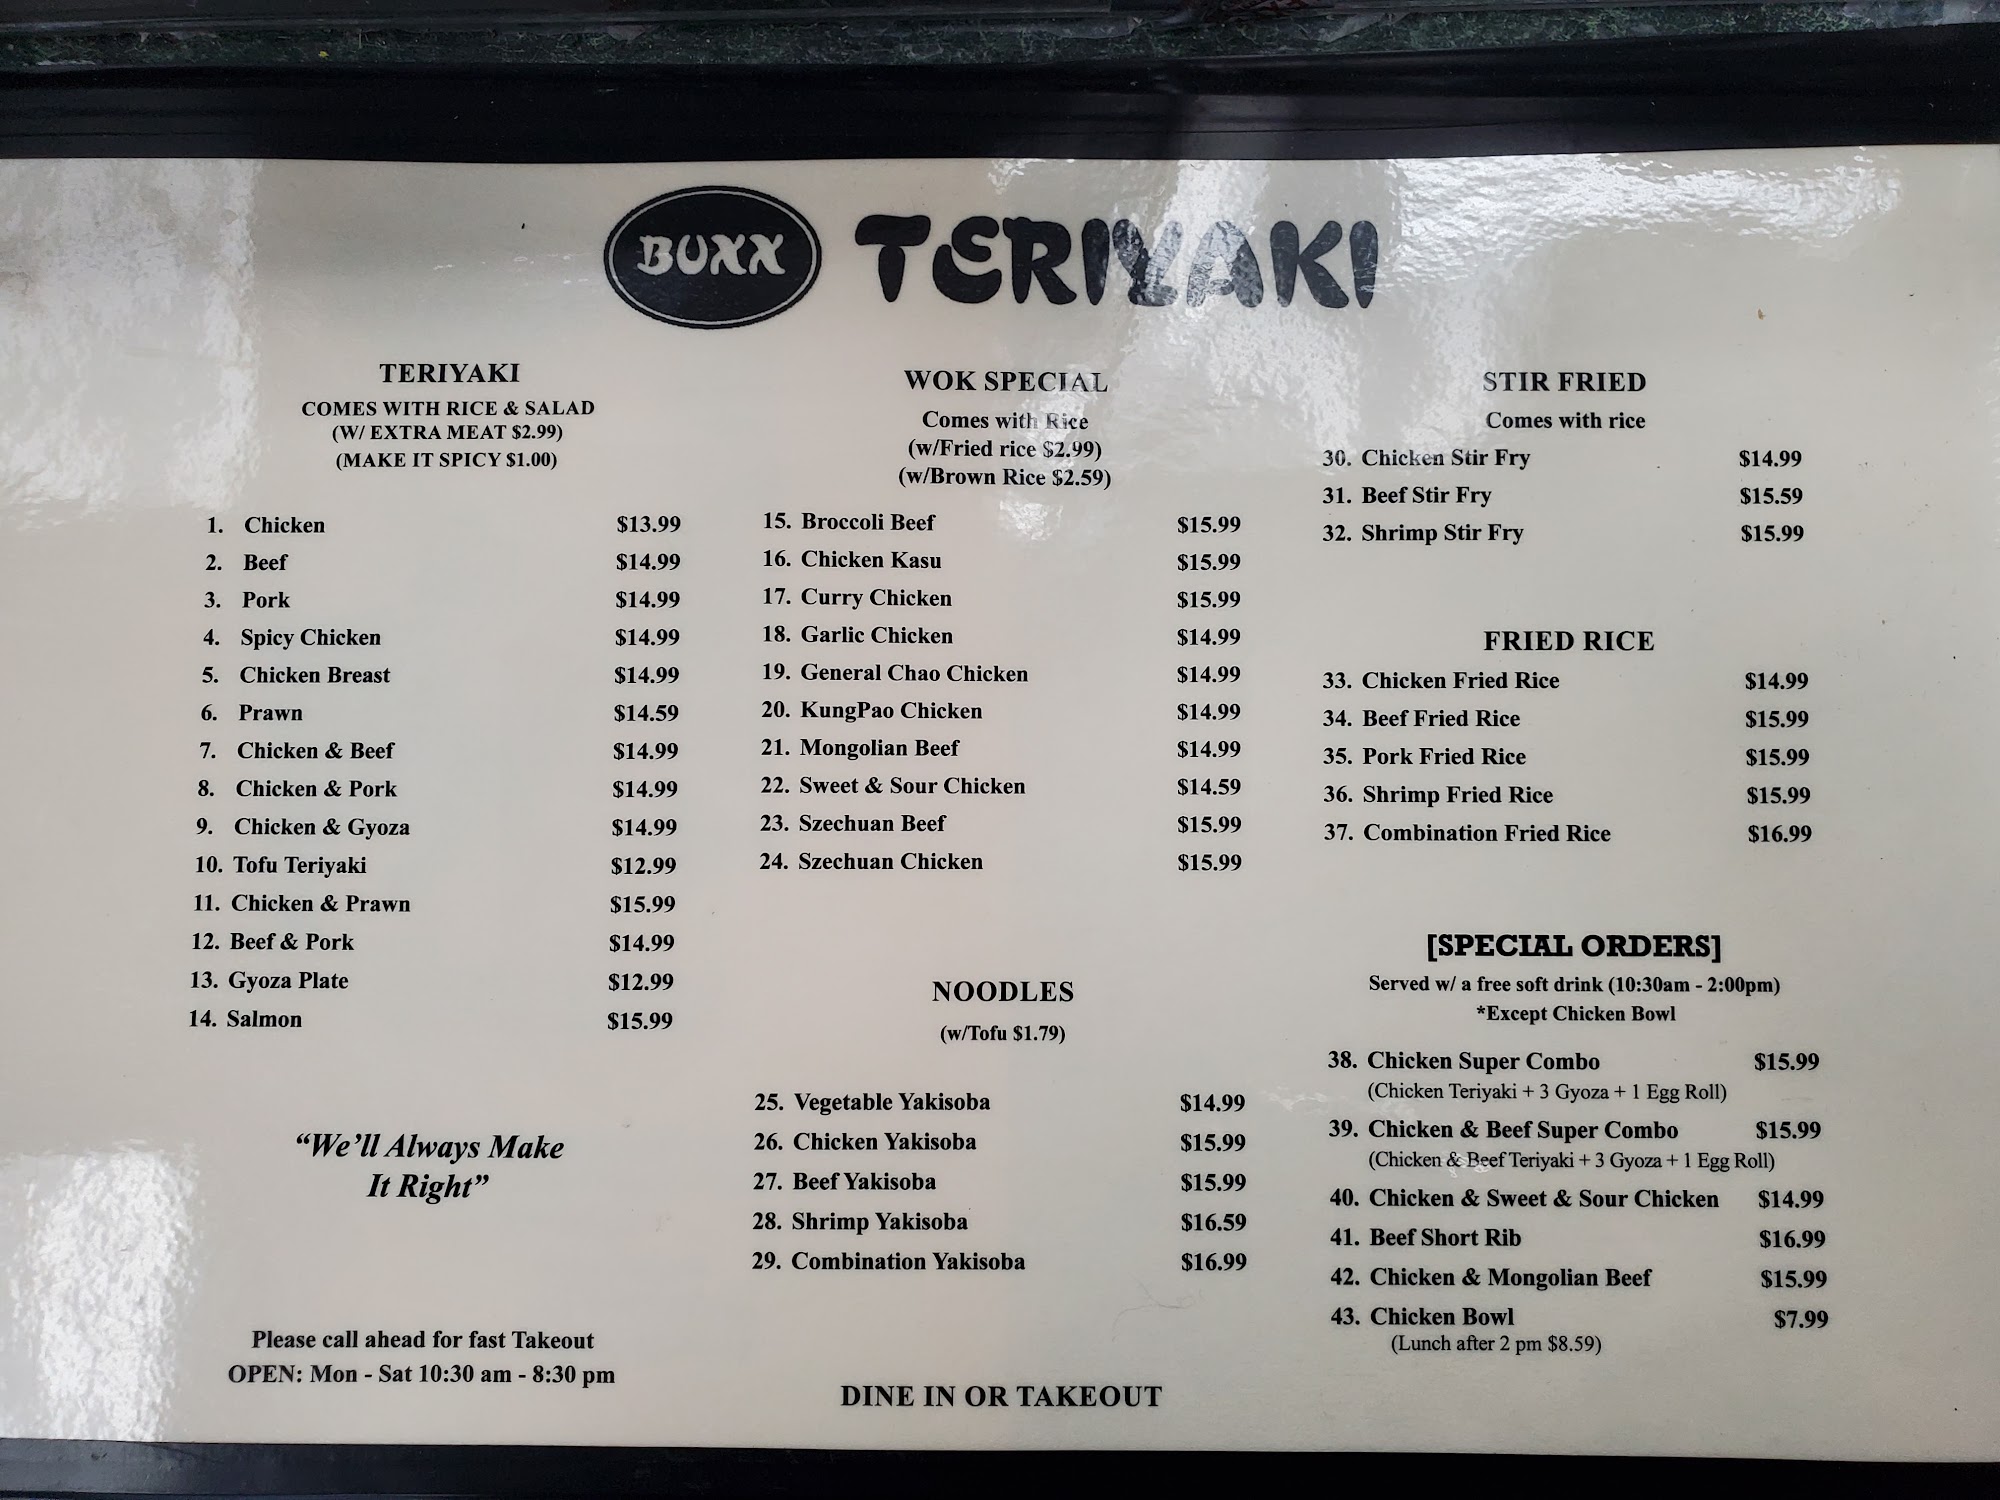 BUXX TERIYAKI
TERIYAKI
COMES WITH RICE & SALAD
(W/ EXTRA MEAT $2.99)
(MAKE IT SPICY $1.00)
1. Chicken $13.99
2. Beef $14.99
3. Pork $14.99
4. Spicy Chicken $14.99
5. Chicken Breast $14.99
6. Prawn $14.59
7. Chicken & Beef $14.99
8. Chicken & Pork $14.99
9. Chicken & Gyoza $14.99
10. Tofu Teriyaki $12.99
11. Chicken & Prawn $15.99
12. Beef & Pork $14.99
13. Gyoza Plate $12.99
14. Salmon $15.99
“We’ll Always Make
It Right”
Please call ahead for fast Takeout
OPEN: Mon - Sat 10:30 am - 8:30 pm
WOK SPECIAL
Comes with Rice
(w/Fried rice $2.99)
(w/Brown Rice $2.59)
15. Broccoli Beef $15.99
16. Chicken Kasu $15.99
17. Curry Chicken $15.99
18. Garlic Chicken $14.99
19. General Chao Chicken $14.99
20. KungPao Chicken $14.99
21. Mongolian Beef $14.99
22. Sweet & Sour Chicken $14.59
23. Szechuan Beef $15.99
24. Szechuan Chicken $15.99
NOODLES
(w/Tofu $1.79)
25. Vegetable Yakisoba $14.99
26. Chicken Yakisoba $15.99
27. Beef Yakisoba $15.99
28. Shrimp Yakisoba $16.59
29. Combination Yakisoba $16.99
DINE IN OR TAKEOUT
STIR FRIED
Comes with rice
30. Chicken Stir Fry $14.99
31. Beef Stir Fry $15.59
32. Shrimp Stir Fry $15.99
FRIED RICE
33. Chicken Fried Rice $14.99
34. Beef Fried Rice $15.99
35. Pork Fried Rice $15.99
36. Shrimp Fried Rice $15.99
37. Combination Fried Rice $16.99
[SPECIAL ORDERS]
Served w/ a free soft drink (10:30am - 2:00pm)
*Except Chicken Bowl
38. Chicken Super Combo $15.99
(Chicken Teriyaki + 3 Gyoza + 1 Egg Roll)
39. Chicken & Beef Super Combo $15.99
(Chicken & Beef Teriyaki + 3 Gyoza + 1 Egg Roll)
40. Chicken & Sweet & Sour Chicken $14.99
41. Beef Short Rib $16.99
42. Chicken & Mongolian Beef $15.99
43. Chicken Bowl $7.99
(Lunch after 2 pm $8.59)